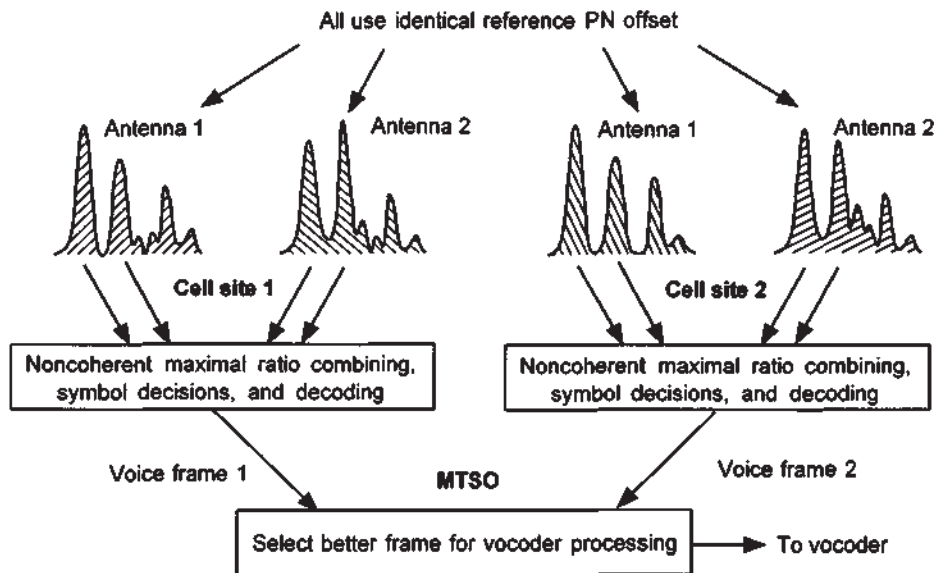 All use identical reference PN offset
Antenna 1
Antenna 2
Antenna 1
Antenna 2
Cell site 1
Cell site 2
Noncoherent maximal ratio combining,
symbol decisions, and decoding
Noncoherent maximal ratio combining,
symbol decisions, and decoding
Voice frame 1
MTSO
Voice frame 2
Select better frame for vocoder processing
To vocoder